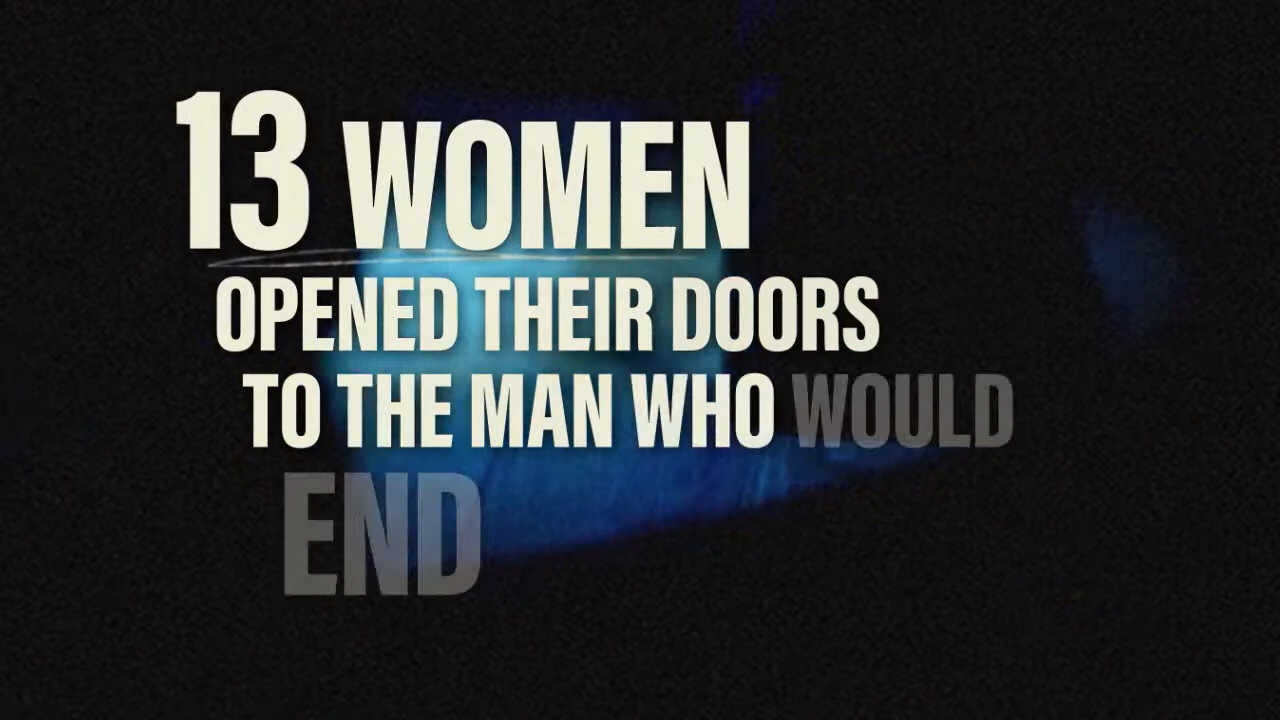 13 WOMEN
OPENED THEIR DOORS
TO THE MAN WHO WOULD
END